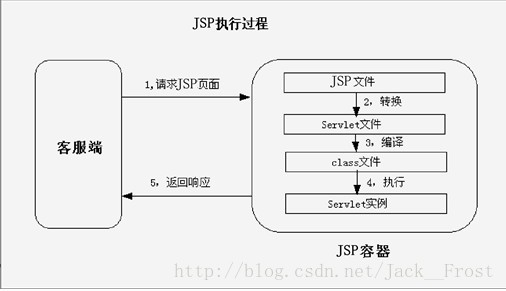 JSP执行过程
1,请求JSP页面
JSP文件
2，转换
Servlet文件
3，编译
客服端
class文件
4，执行
5，返回响应
Servlet实例
JSP容器
http://blog.csdn.net/Jack__Frost